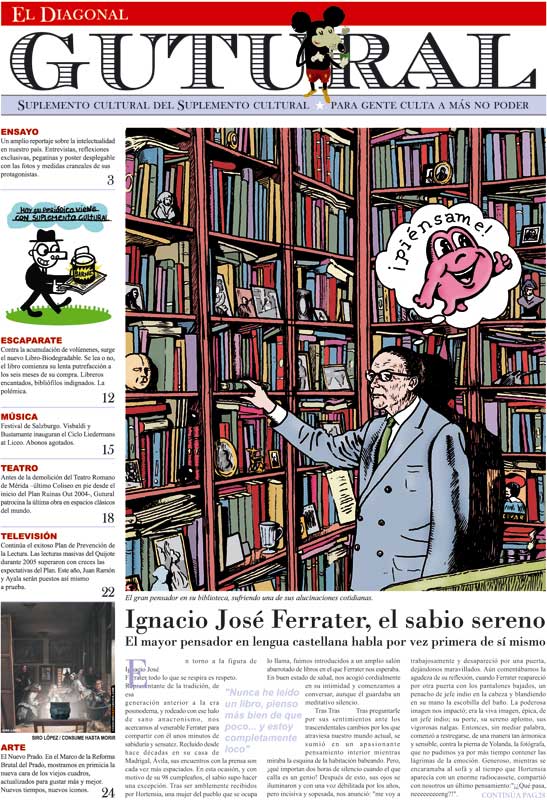 EL DIAGONAL
GUTURAL
SUPLEMENTO CULTURAL DEL SUPLEMENTO CULTURAL ★ PARA GENTE CULTA A MÁS NO PODER
ENSAYO
Un amplio reportaje sobre la intelectualidad
en nuestro país. Entrevistas, reflexiones
exclusivas, pegatinas y poster desplegable
con las fotos y medidas craneales de sus
protagonistas.
3
Hoy su periódico viene
con suplemento cultural
ESCAPARATE
Contra la acumulación de volúmenes, surge
el nuevo Libro-Biodegradable. Se lea o no,
el libro comienza su lenta putrefacción a
los seis meses de su compra. Libreros
encantados, bibliófilos indignados. La
polémica.
12
MÚSICA
Festival de Salzburgo. Visbaldi y
Bustamante inauguran el Ciclo Liedermans
at Liceo. Abonos agotados.
15
TEATRO
Antes de la demolición del Teatro Romano
de Mérida -último Coliseo en pie desde el
inicio del Plan Ruinas Out 2004-, Gutural
patrocina la última obra en espacios clásicos
del mundo.
18
TELEVISIÓN
Continúa el exitoso Plan de Prevención de
la Lectura. Las lecturas masivas del Quijote
durante 2005 superaron con creces las
expectativas del Plan. Este año, Juan Ramón
y Ayala serán puestos así mismo
a prueba.
22
SIRO LÓPEZ / CONSUME HASTA MORIR
ARTE
El Nuevo Prado. En el Marco de la Reforma
Brutal del Prado, mostramos en primicia la
nueva cara de los viejos cuadros,
actualizados para gustar más y mejor.
Nuevos tiempos, nuevos iconos.
24
¡piénsame!
El gran pensador en su biblioteca, sufriendo una de sus alucinaciones cotidianas.
Ignacio José Ferrater, el sabio sereno
El mayor pensador en lengua castellana habla por vez primera de sí mismo
E
n torno a la figura de
Ignacio José
Ferrater todo lo que se respira es respeto.
Representante de la tradición, de
esa
generación anterior a la era
posmoderna, y rodeado con ese halo
de sano anacronismo, nos
acercamos al venerable Ferrater para
compartir con él unos minutos de
sabiduría y sensatez. Recluído desde
hace décadas en su casa de
Madrigal, Ávila, sus encuentros con la prensa son
cada vez más espaciados. En esta ocasión, y con
motivo de sus 98 cumpleaños, el sabio supo hacer
una excepción. Tras ser amablemente recibidos
por Hortensia, una mujer del pueblo que se ocupa
"Nunca he leído
un libro, pienso
más bien de que
poco... y estoy
completamente
loco"
lo llama, fuimos introducidos a un amplio salón
abarrotado de libros en el que Ferrater nos esperaba.
En buen estado de salud, nos acogió cordialmente
en su intimidad y comenzamos a
conversar, aunque el guardaba un
meditativo silencio.
Tras Tras Tras preguntarle
por sus sentimientos ante los
trascendentales cambios por los que
atraviesa nuestro mundo actual, se
sumió en un apasionante
pensamiento interior mientras
miraba la esquina de la habitación babeando. Pero,
¡qué importan dos horas de silencio cuando el que
calla es un genio! Después de esto, sus ojos se
iluminaron y con una voz debilitada por los años,
pero incisiva y sopesada, nos anunció: "me voy a
trabajosamente y desapareció por una puerta,
dejándonos maravillados. Aún comentábamos la
agudeza de su reflexión, cuando Ferrater reapareció
por otra puerta con los pantalones bajados, un
penacho de jefe indio en la cabeza y blandiendo
en su mano la escobilla del baño. La poderosa
imagen nos impactó; era la viva imagen, épica, de
un jefe indio; su porte, su sereno aplomo, sus
vigorosas nalgas. Entonces, sin mediar palabra,
comenzó a restregarse, de una manera tan armónica
y sensible, contra la pierna de Yolanda, la fotógrafa,
que no pudimos ya por más tiempo contener las
lágrimas de la emoción. Generoso, mientras se
encaramaba al sofá y al tiempo que Hortensia
aparecía con un enorme radiocassete, compartió
con nosotros un último pensamiento:"¿¡Qué pasa,
neeeeeeeeng?!".
CONTINÚA PAG 28